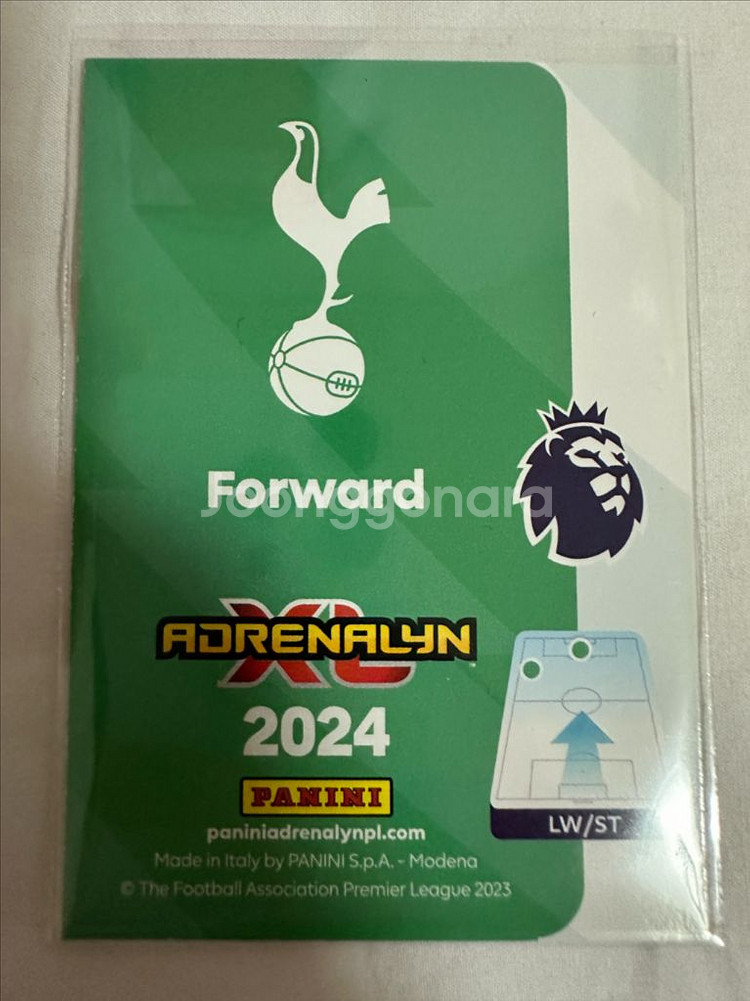 Forward
Joonggonara
ADRENALYN
XL
2024
PANINI
paniniadrenalynpl.com
Made in Italy by PANINI S.p.A. - Modena
© The Football Association Premier League 2023
LW/ST